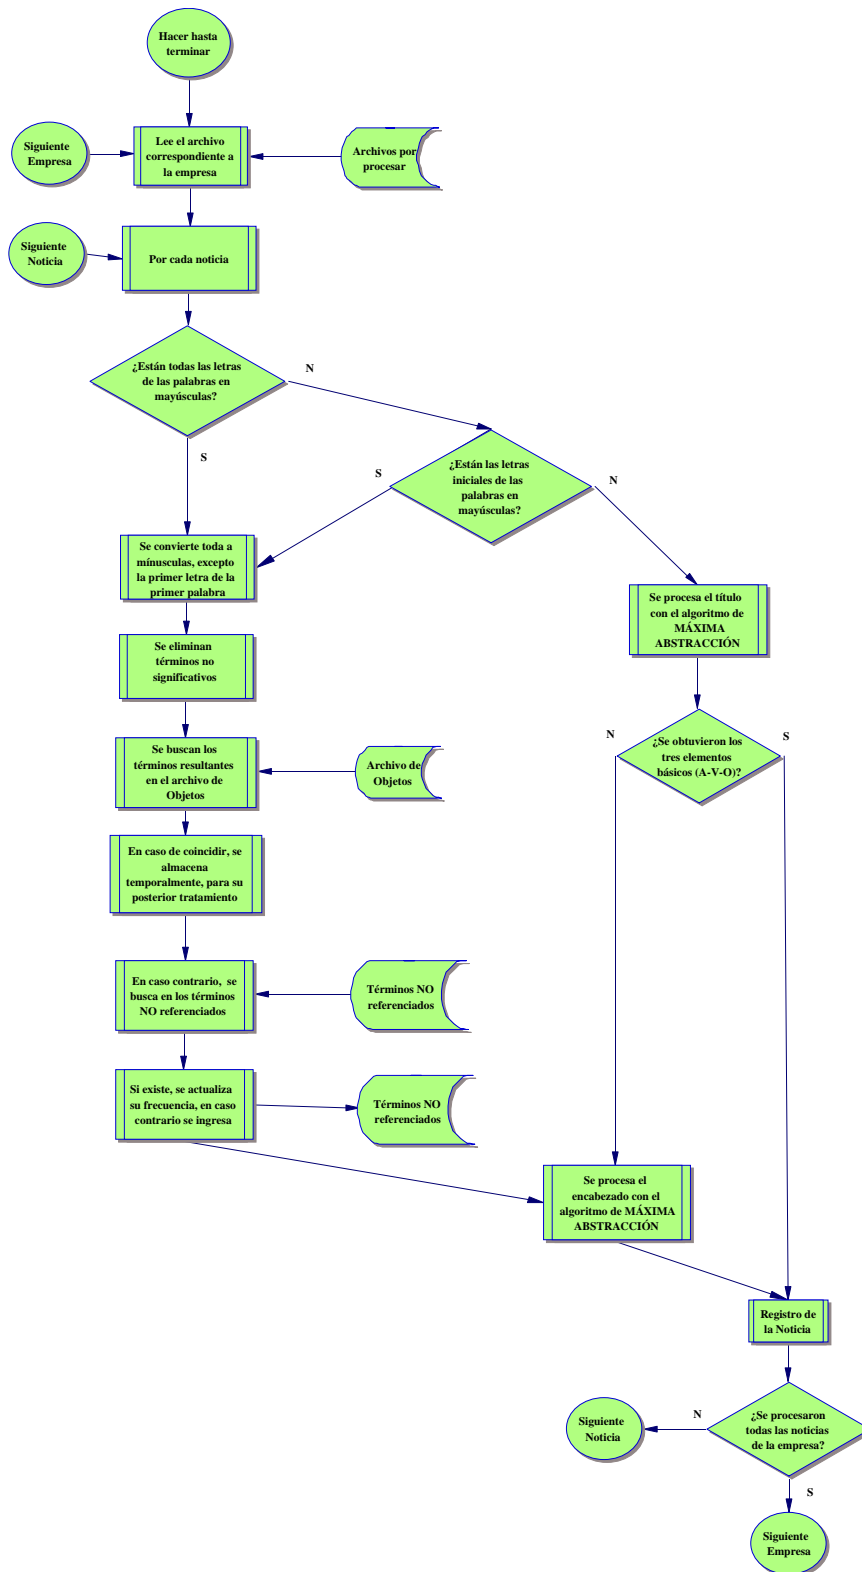 Hacer hasta
terminar
Siguiente
Empresa
Lee el archivo
correspondiente a
la empresa
Archivos por
procesar
Siguiente
Noticia
Por cada noticia
¿Están todas las letras
de las palabras en
mayúsculas?
N
S
¿Están las letras
iniciales de las
palabras en
mayúsculas?
S
N
Se convierte toda a
mínusculas, excepto
la primer letra de la
primer palabra
Se procesa el título
con el algoritmo de
MÁXIMA
ABSTRACCIÓN
Se eliminan
términos no
significativos
¿Se obtuvieron los
tres elementos
básicos (A-V-O)?
N
S
Se buscan los
términos resultantes
en el archivo de
Objetos
Archivo de
Objetos
En caso de coincidir, se
almacena
temporalmente, para su
posterior tratamiento
En caso contrario, se
busca en los términos
NO referenciados
Términos NO
referenciados
Si existe, se actualiza
su frecuencia, en caso
contrario se ingresa
Términos NO
referenciados
Se procesa el
encabezado con el
algoritmo de MÁXIMA
ABSTRACCIÓN
Registro de
la Noticia
¿Se procesaron
todas las noticias
de la empresa?
N
S
Siguiente
Noticia
Siguiente
Empresa